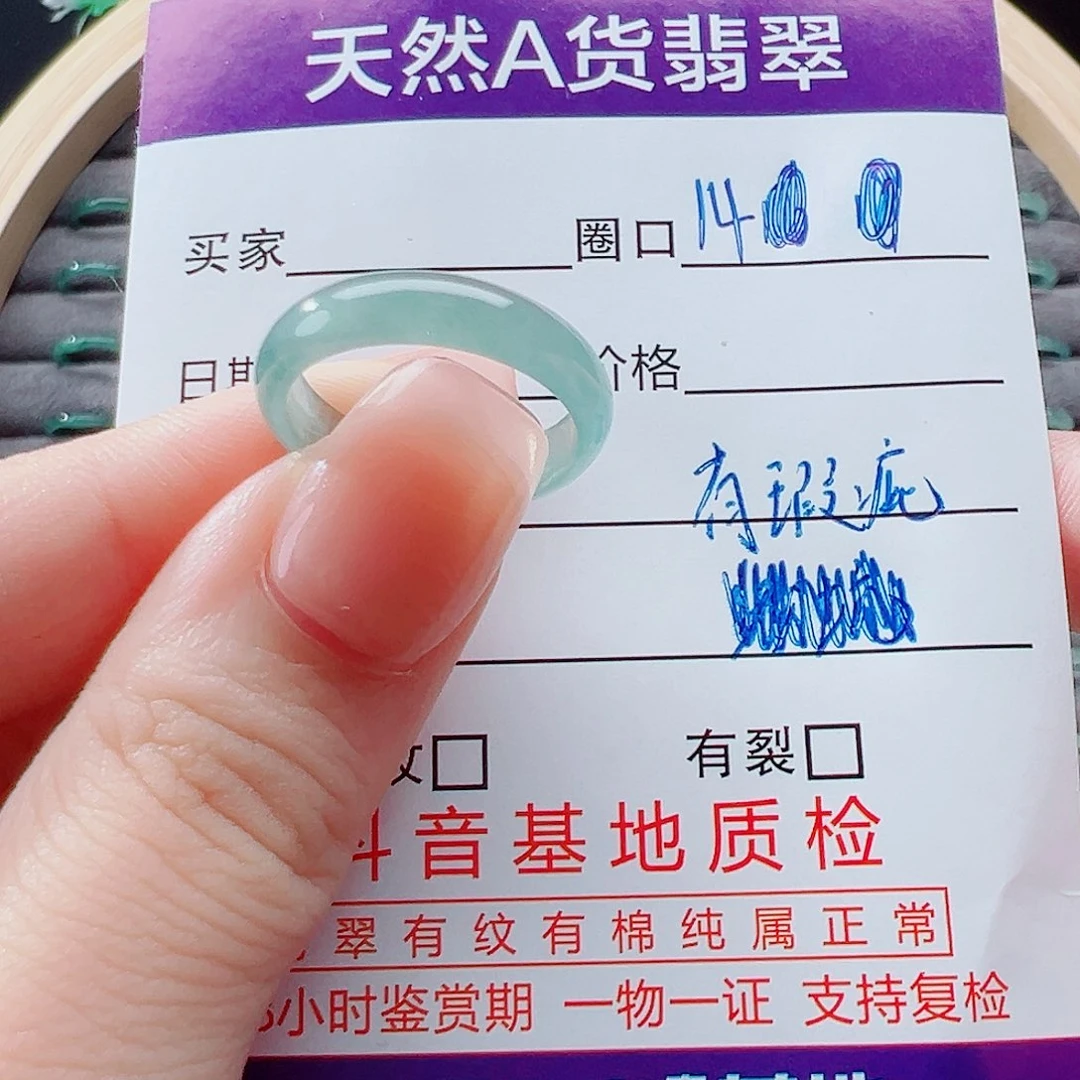 天然A货翡翠
买家 圈口 14
日期 价格
有瑕疵
有裂
抖音基地质检
翠有纹有棉纯属正常
小时鉴赏期 一物一证 支持复检